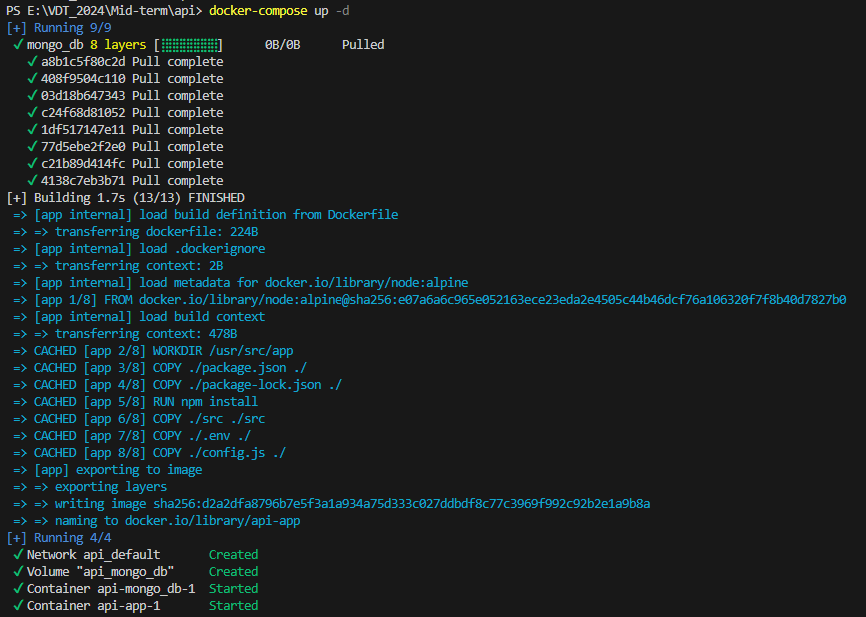 PS E:\VDT_2024\Mid-term\api> docker-compose up -d
[+] Running 9/9
✔ mongo_db 8 layers [⣿⣿⣿⣿⣿⣿⣿⣿] 0B/0B Pulled
✔ a8b1c5f80c2d Pull complete
✔ 408f9504c110 Pull complete
✔ 03d18b647343 Pull complete
✔ c24f68d81052 Pull complete
✔ 1df517147e11 Pull complete
✔ 77d5ebe2f2e0 Pull complete
✔ c21b89d414fc Pull complete
✔ 4138c7eb3b71 Pull complete
[+] Building 1.7s (13/13) FINISHED
=> [app internal] load build definition from Dockerfile
=> => transferring dockerfile: 224B
=> [app internal] load .dockerignore
=> => transferring context: 2B
=> [app internal] load metadata for docker.io/library/node:alpine
=> [app 1/8] FROM docker.io/library/node:alpine@sha256:e07a6a6c965e052163ece23eda2e4505c44b46dcf76a106320f7f8b40d7827b0
=> [app internal] load build context
=> => transferring context: 478B
=> CACHED [app 2/8] WORKDIR /usr/src/app
=> CACHED [app 3/8] COPY ./package.json ./
=> CACHED [app 4/8] COPY ./package-lock.json ./
=> CACHED [app 5/8] RUN npm install
=> CACHED [app 6/8] COPY ./src ./src
=> CACHED [app 7/8] COPY ./.env ./
=> CACHED [app 8/8] COPY ./config.js ./
=> [app] exporting to image
=> => exporting layers
=> => writing image sha256:d2a2dfa8796b7e5f3a1a934a75d333c027ddbdf8c77c3969f992c92b2e1a9b8a
=> => naming to docker.io/library/api-app
[+] Running 4/4
✔ Network api_default Created
✔ Volume "api_mongo_db" Created
✔ Container api-mongo_db-1 Started
✔ Container api-app-1 Started